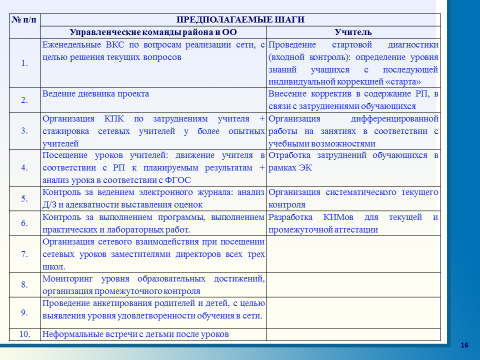 № п/п
ПРЕДПОЛАГАЕМЫЕ ШАГИ
Управленческие команды района и ОО
Учитель
1.
Еженедельные ВКС по вопросам реализации сети, с
целью решения текущих вопросов
Проведение стартовой диагностики
(входной контроль): определение уровня
знаний учащихся с последующей
индивидуальной коррекцией «старта»
2.
Ведение дневника проекта
Внесение корректив в содержание РП, в
связи с затруднениями обучающихся
3.
Организация КПК по затруднениям учителя +
стажировка сетевых учителей у более опытных
учителей
Организация дифференцированной
работы на занятиях в соответствии с
учебными возможностями
4.
Посещение уроков учителей: движение учителя в
соответствии с РП к планируемым результатам +
анализ урока в соответствии с ФГОС
Отработка затруднений обучающихся в
рамках ЭК
5.
Контроль за ведением электронного журнала: анализ
Д/З и адекватности выставления оценок
Организация систематического текущего
контроля
6.
Контроль за выполнением программы, выполнением
практических и лабораторных работ.
Разработка КИМов для текущей и
промежуточной аттестации
7.
Организация сетевого взаимодействия при посещении
сетевых уроков заместителями директоров всех трех
школ.
8.
Мониторинг уровня образовательных достижений,
организация промежуточного контроля
9.
Проведение анкетирования родителей и детей, с целью
выявления уровня удовлетворенности обучения в сети.
10.
Неформальные встречи с детьми после уроков
16